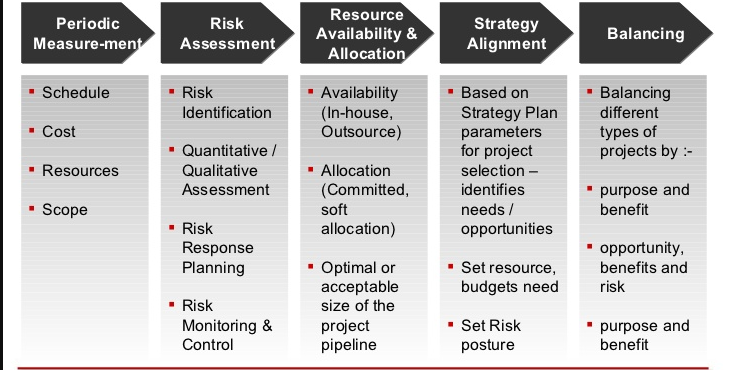 Periodic
Measure-ment
Risk
Assessment
Resource
Availability &
Allocation
Strategy
Alignment
Balancing
Schedule
Cost
Resources
Scope
Risk
Identification
Quantitative /
Qualitative
Assessment
Risk
Response
Planning
Risk
Monitoring &
Control
Availability
(In-house,
Outsource)
Allocation
(Committed,
soft
allocation)
Optimal or
acceptable
size of the
project
pipeline
Based on
Strategy Plan
parameters
for project
selection –
identifies
needs /
opportunities
Set resource,
budgets need
Set Risk
posture
Balancing
different
types of
projects by :-
purpose and
benefit
opportunity,
benefits and
risk
purpose and
benefit